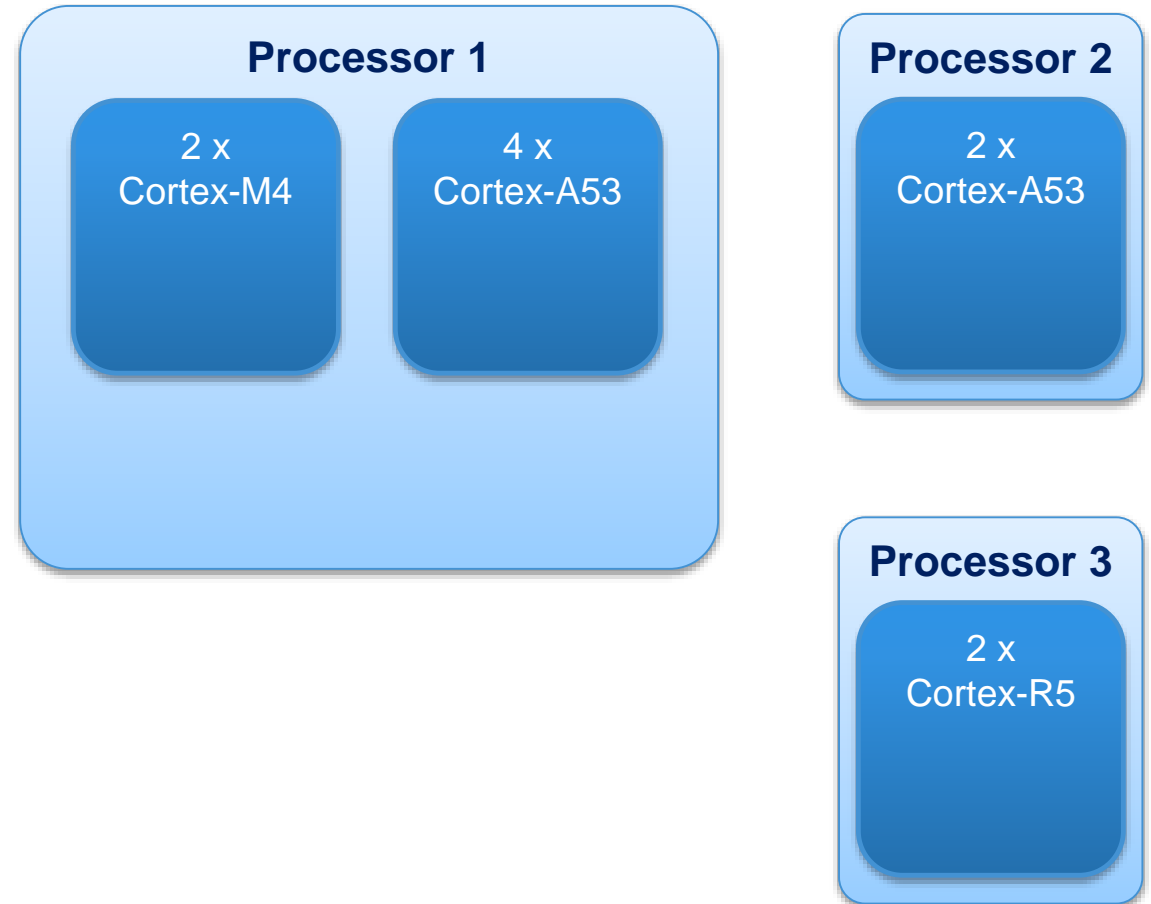 Processor 1
2 x
Cortex-M4
4 x
Cortex-A53
Processor 2
2 x
Cortex-A53
Processor 3
2 x
Cortex-R5